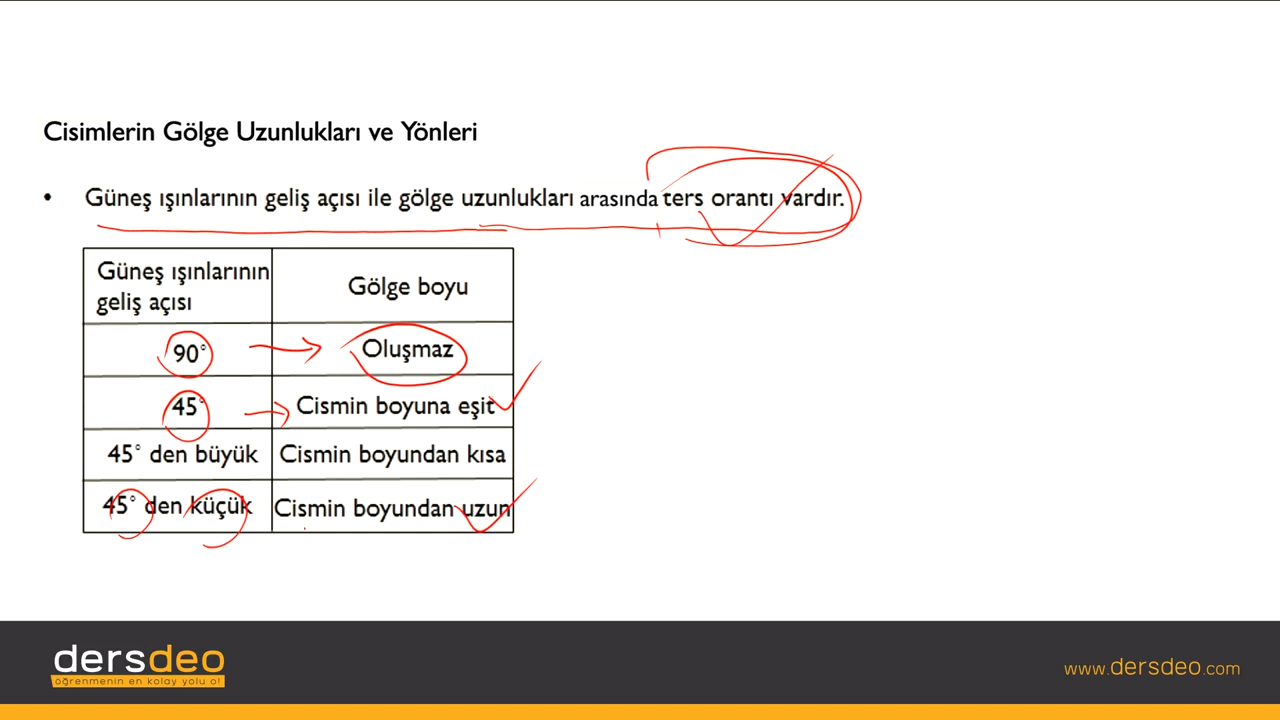 Cisimlerin Gölge Uzunlukları ve Yönleri
• Güneş ışınlarının geliş açısı ile gölge uzunlukları arasında ters orantı vardır.
Güneş ışınlarının
geliş açısı
Gölge boyu
90° Oluşmaz
45° Cismin boyuna eşit
45° den büyük Cismin boyundan kısa
45° den küçük Cismin boyundan uzun
dersdeo
öğrenmenin en kolay yolu o!
www.dersdeo.com